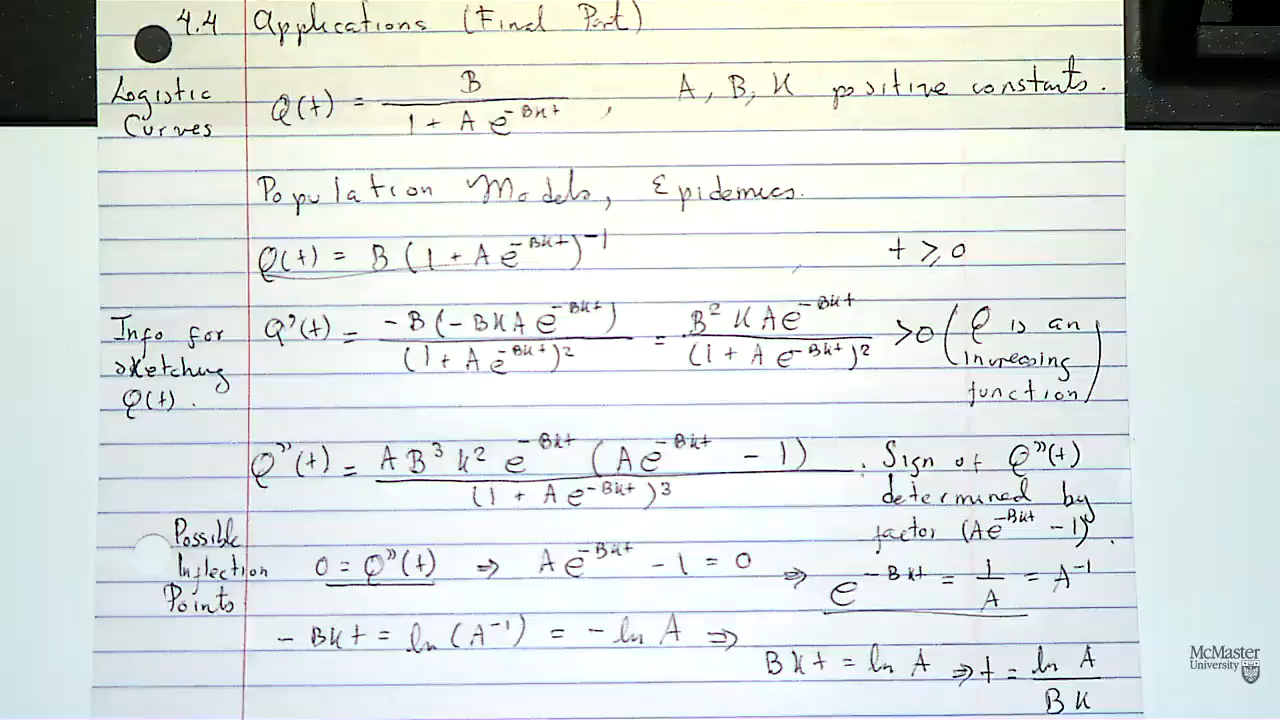 4.4 Applications (Final Part)
Logistic Curves
Q(t) = B / (1 + A e^{-Bkt}), A, B, K positive constants.
Population Models, Epidemics.
Q(t) = B (1 + A e^{-Bkt})^{-1} t ≥ 0
Info for sketching Q(t).
Q'(t) = -B(-BKA e^{-Bkt}) / (1 + A e^{-Bkt})^2 = B^2 K A e^{-Bkt} / (1 + A e^{-Bkt})^2 > 0 (Q is an increasing function)
Q''(t) = A B^3 k^2 e^{-Bkt} (A e^{-Bkt} - 1) / (1 + A e^{-Bkt})^3 . Sign of Q''(t)
determined by
factor (A e^{-Bkt} - 1).
Possible Inflection Points
0 = Q''(t) ⇒ A e^{-Bkt} - 1 = 0 ⇒ e^{-Bkt} = 1/A = A^{-1}
- Bkt = ln (A^{-1}) = - ln A ⇒
Bkt = ln A ⇒ t = ln A / BK
McMaster
University